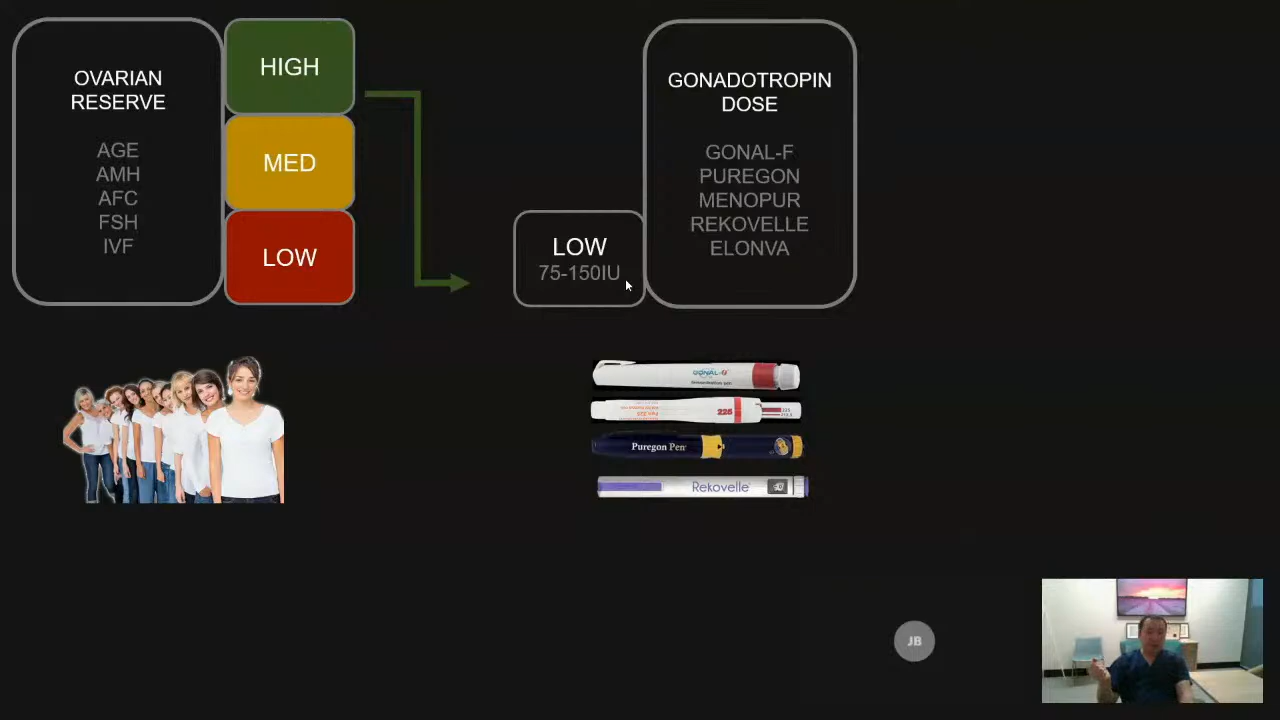 OVARIAN
RESERVE
AGE
AMH
AFC
FSH
IVF
HIGH
MED
LOW
LOW
75-150IU
GONADOTROPIN
DOSE
GONAL-F
PUREGON
MENOPUR
REKOVELLE
ELONVA
GONAL-f
225
Puregon Pen
Rekovelle
JB